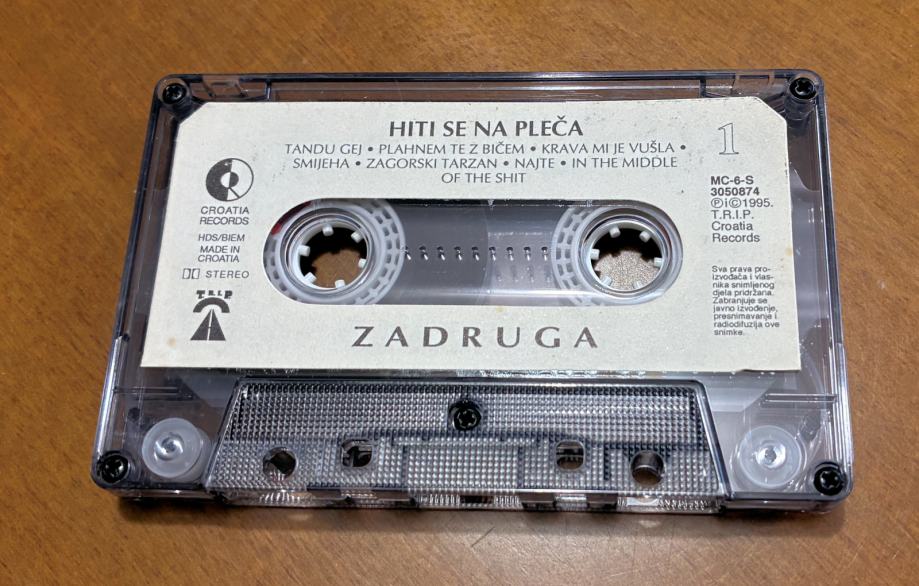 HITI SE NA PLEČA
1
TANDU GEJ • PLAHNEM TE Z BIČEM • KRAVA MI JE VUŠLA •
SMIJEHA • ZAGORSKI TARZAN • NAJTE • IN THE MIDDLE
OF THE SHIT
CROATIA
RECORDS
HDS/BIEM
MADE IN
CROATIA
STEREO
T.R.I.P
MC-6-S
3050874
ⓅiⒸ1995.
T.R.I.P.
Croatia
Records
Sva prava pro-
izvođača i vlas-
nika snimljenog
djela pridržana.
Zabranjuje se
javno izvođenje,
presnimavanje i
radiodifuzija ove
snimke.
ZADRUGA